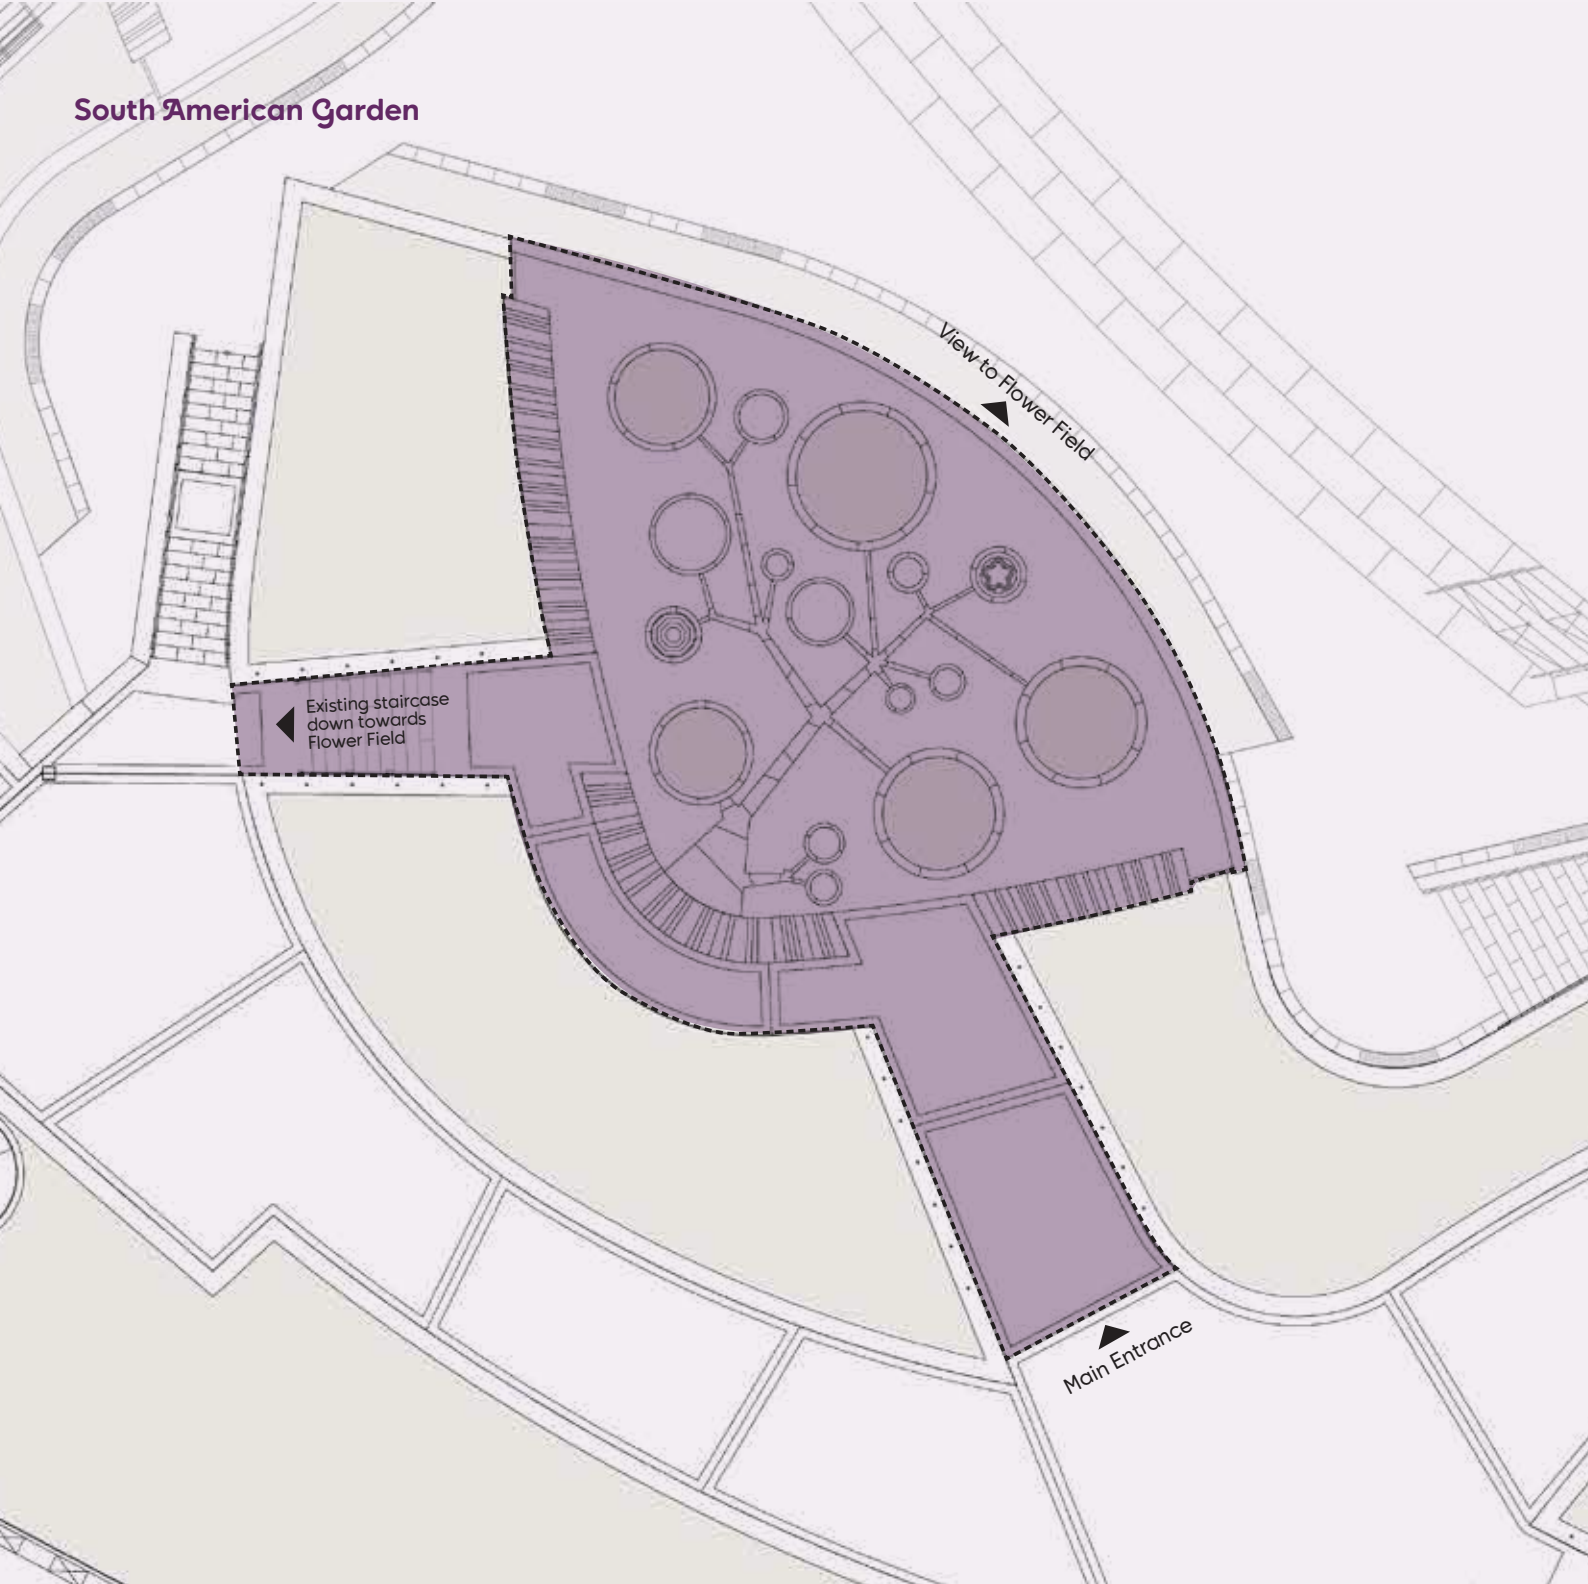 South American Garden
View to Flower Field
Existing staircase
down towards
Flower Field
Main Entrance